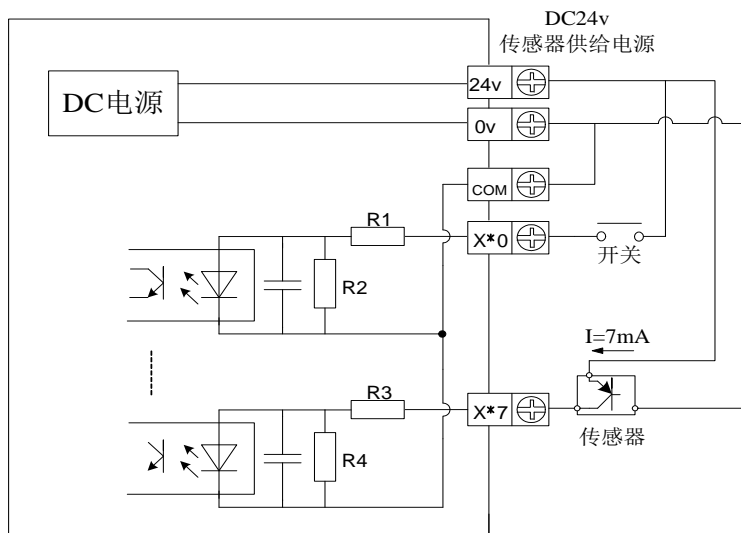 DC24v
传感器供给电源
DC电源
24v
0v
COM
R1
X*0
开关
R2
I=7mA
R3
X*7
传感器
R4